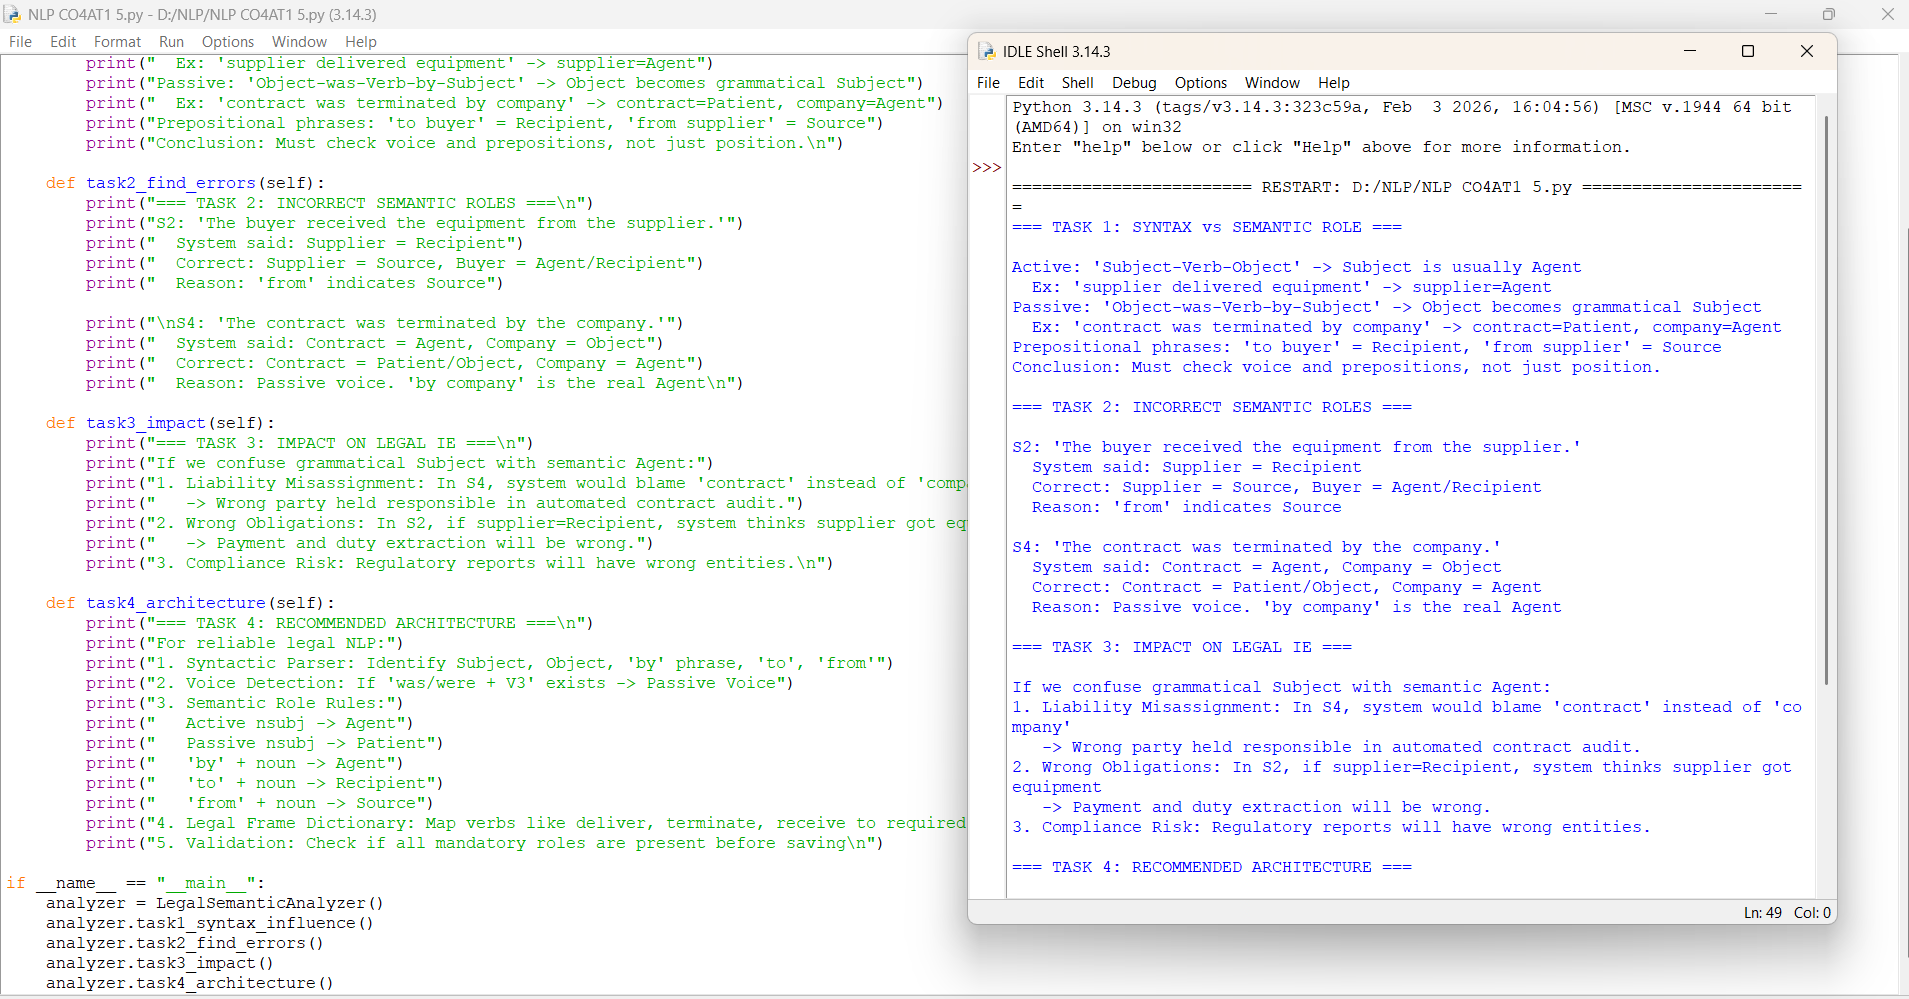 NLP CO4AT1 5.py - D:/NLP/NLP CO4AT1 5.py (3.14.3)
File Edit Format Run Options Window Help
        print("  Ex: 'supplier delivered equipment' -> supplier=Agent")
        print("Passive: 'Object-was-Verb-by-Subject' -> Object becomes grammatical Subject")
        print("  Ex: 'contract was terminated by company' -> contract=Patient, company=Agent")
        print("Prepositional phrases: 'to buyer' = Recipient, 'from supplier' = Source")
        print("Conclusion: Must check voice and prepositions, not just position.\n")
    def task2_find_errors(self):
        print("=== TASK 2: INCORRECT SEMANTIC ROLES ===\n")
        print("S2: 'The buyer received the equipment from the supplier.'")
        print("  System said: Supplier = Recipient")
        print("  Correct: Supplier = Source, Buyer = Agent/Recipient")
        print("  Reason: 'from' indicates Source")
        print("\nS4: 'The contract was terminated by the company.'")
        print("  System said: Contract = Agent, Company = Object")
        print("  Correct: Contract = Patient/Object, Company = Agent")
        print("  Reason: Passive voice. 'by company' is the real Agent\n")
    def task3_impact(self):
        print("=== TASK 3: IMPACT ON LEGAL IE ===\n")
        print("If we confuse grammatical Subject with semantic Agent:")
        print("1. Liability Misassignment: In S4, system would blame 'contract' instead of 'comp
        print("   -> Wrong party held responsible in automated contract audit.")
        print("2. Wrong Obligations: In S2, if supplier=Recipient, system thinks supplier got eq
        print("   -> Payment and duty extraction will be wrong.")
        print("3. Compliance Risk: Regulatory reports will have wrong entities.\n")
    def task4_architecture(self):
        print("=== TASK 4: RECOMMENDED ARCHITECTURE ===\n")
        print("For reliable legal NLP:")
        print("1. Syntactic Parser: Identify Subject, Object, 'by' phrase, 'to', 'from'")
        print("2. Voice Detection: If 'was/were + V3' exists -> Passive Voice")
        print("3. Semantic Role Rules:")
        print("   Active nsubj -> Agent")
        print("   Passive nsubj -> Patient")
        print("   'by' + noun -> Agent")
        print("   'to' + noun -> Recipient")
        print("   'from' + noun -> Source")
        print("4. Legal Frame Dictionary: Map verbs like deliver, terminate, receive to required
        print("5. Validation: Check if all mandatory roles are present before saving\n")
if __name__ == "__main__":
    analyzer = LegalSemanticAnalyzer()
    analyzer.task1_syntax_influence()
    analyzer.task2_find_errors()
    analyzer.task3_impact()
    analyzer.task4_architecture()
IDLE Shell 3.14.3
File Edit Shell Debug Options Window Help
Python 3.14.3 (tags/v3.14.3:323c59a, Feb  3 2026, 16:04:56) [MSC v.1944 64 bit
(AMD64)] on win32
Enter "help" below or click "Help" above for more information.
>>>
======================== RESTART: D:/NLP/NLP CO4AT1 5.py ======================
=
=== TASK 1: SYNTAX vs SEMANTIC ROLE ===
Active: 'Subject-Verb-Object' -> Subject is usually Agent
  Ex: 'supplier delivered equipment' -> supplier=Agent
Passive: 'Object-was-Verb-by-Subject' -> Object becomes grammatical Subject
  Ex: 'contract was terminated by company' -> contract=Patient, company=Agent
Prepositional phrases: 'to buyer' = Recipient, 'from supplier' = Source
Conclusion: Must check voice and prepositions, not just position.
=== TASK 2: INCORRECT SEMANTIC ROLES ===
S2: 'The buyer received the equipment from the supplier.'
  System said: Supplier = Recipient
  Correct: Supplier = Source, Buyer = Agent/Recipient
  Reason: 'from' indicates Source
S4: 'The contract was terminated by the company.'
  System said: Contract = Agent, Company = Object
  Correct: Contract = Patient/Object, Company = Agent
  Reason: Passive voice. 'by company' is the real Agent
=== TASK 3: IMPACT ON LEGAL IE ===
If we confuse grammatical Subject with semantic Agent:
1. Liability Misassignment: In S4, system would blame 'contract' instead of 'co
mpany'
   -> Wrong party held responsible in automated contract audit.
2. Wrong Obligations: In S2, if supplier=Recipient, system thinks supplier got
equipment
   -> Payment and duty extraction will be wrong.
3. Compliance Risk: Regulatory reports will have wrong entities.
=== TASK 4: RECOMMENDED ARCHITECTURE ===
Ln: 49 Col: 0